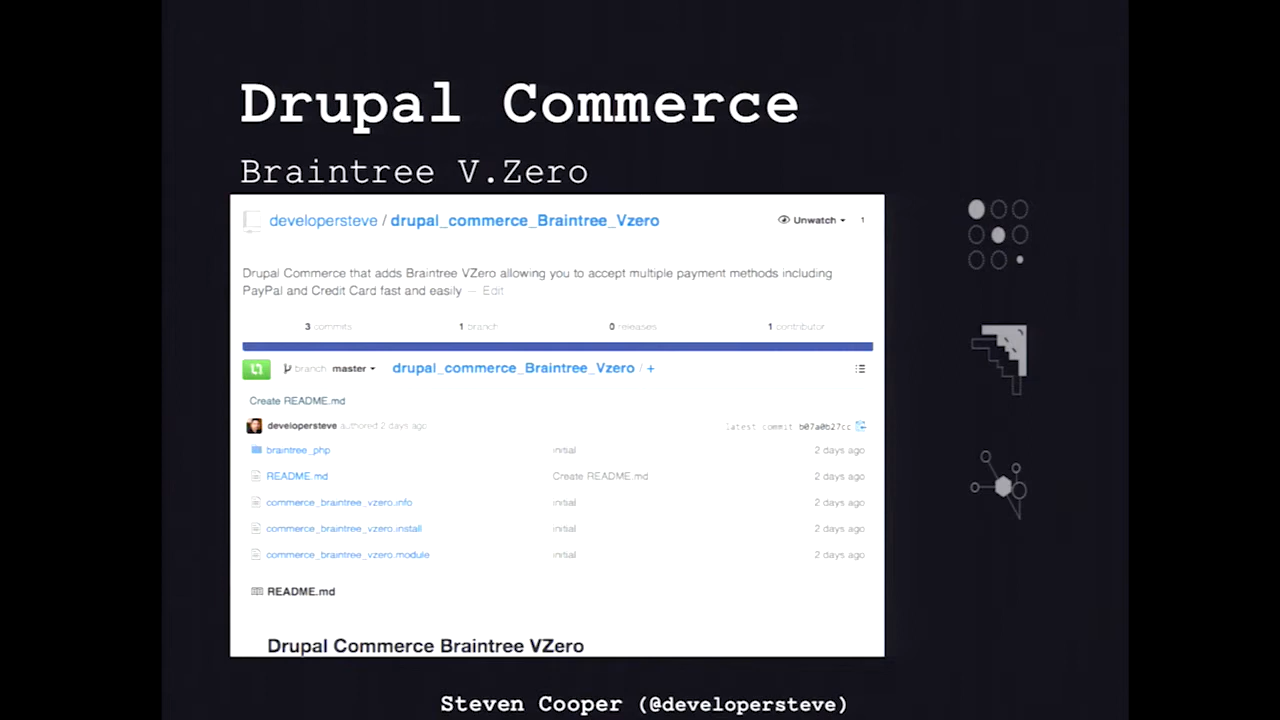 Drupal Commerce
Braintree V.Zero
developersteve / drupal_commerce_Braintree_Vzero Unwatch 1
Drupal Commerce that adds Braintree VZero allowing you to accept multiple payment methods including
PayPal and Credit Card fast and easily — Edit
3 commits 1 branch 0 releases 1 contributor
branch master drupal_commerce_Braintree_Vzero / +
Create README.md
developersteve authored 2 days ago latest commit b07a0b27cc
braintree_php initial 2 days ago
README.md Create README.md 2 days ago
commerce_braintree_vzero.info initial 2 days ago
commerce_braintree_vzero.install initial 2 days ago
commerce_braintree_vzero.module initial 2 days ago
README.md
Drupal Commerce Braintree VZero
Steven Cooper (@developersteve)